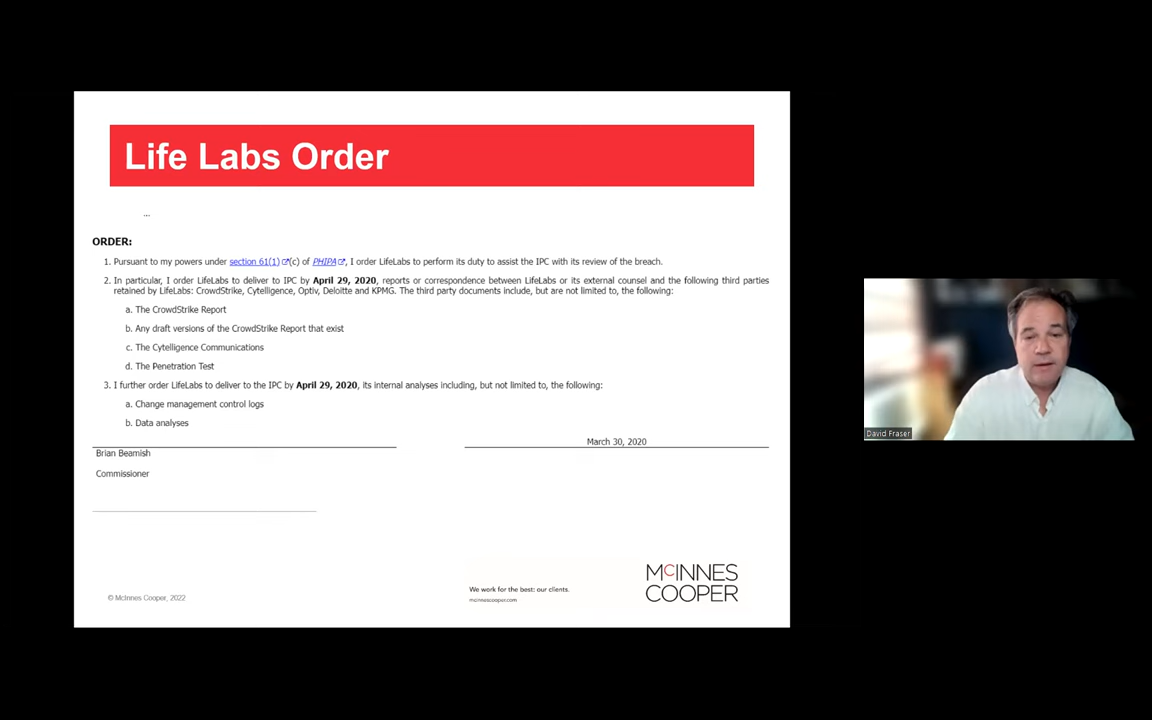 Life Labs Order
...
ORDER:
1. Pursuant to my powers under section 61(1) (c) of PHIPA , I order LifeLabs to perform its duty to assist the IPC with its review of the breach.
2. In particular, I order LifeLabs to deliver to IPC by April 29, 2020, reports or correspondence between LifeLabs or its external counsel and the following third parties
retained by LifeLabs: CrowdStrike, Cytelligence, Optiv, Deloitte and KPMG. The third party documents include, but are not limited to, the following:
a. The CrowdStrike Report
b. Any draft versions of the CrowdStrike Report that exist
c. The Cytelligence Communications
d. The Penetration Test
3. I further order LifeLabs to deliver to the IPC by April 29, 2020, its internal analyses including, but not limited to, the following:
a. Change management control logs
b. Data analyses
March 30, 2020
Brian Beamish
Commissioner
© McInnes Cooper, 2022
We work for the best: our clients.
mcinnescooper.com
McINNES
COOPER
David Fraser